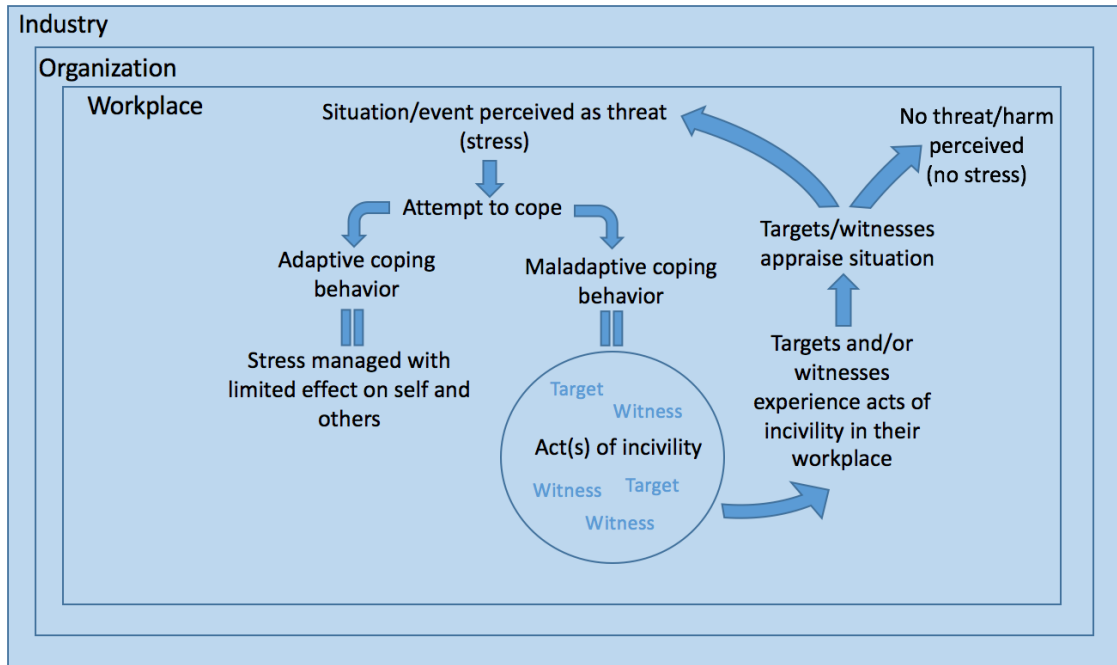 Industry
Organization
Workplace
Situation/event perceived as threat
(stress)
No threat/harm
perceived
(no stress)
Attempt to cope
Adaptive coping
behavior
Maladaptive coping
behavior
Targets/witnesses
appraise situation
Stress managed with
limited effect on self and
others
Target
Witness
Act(s) of incivility
Witness
Target
Witness
Targets and/or
witnesses
experience acts of
incivility in their
workplace